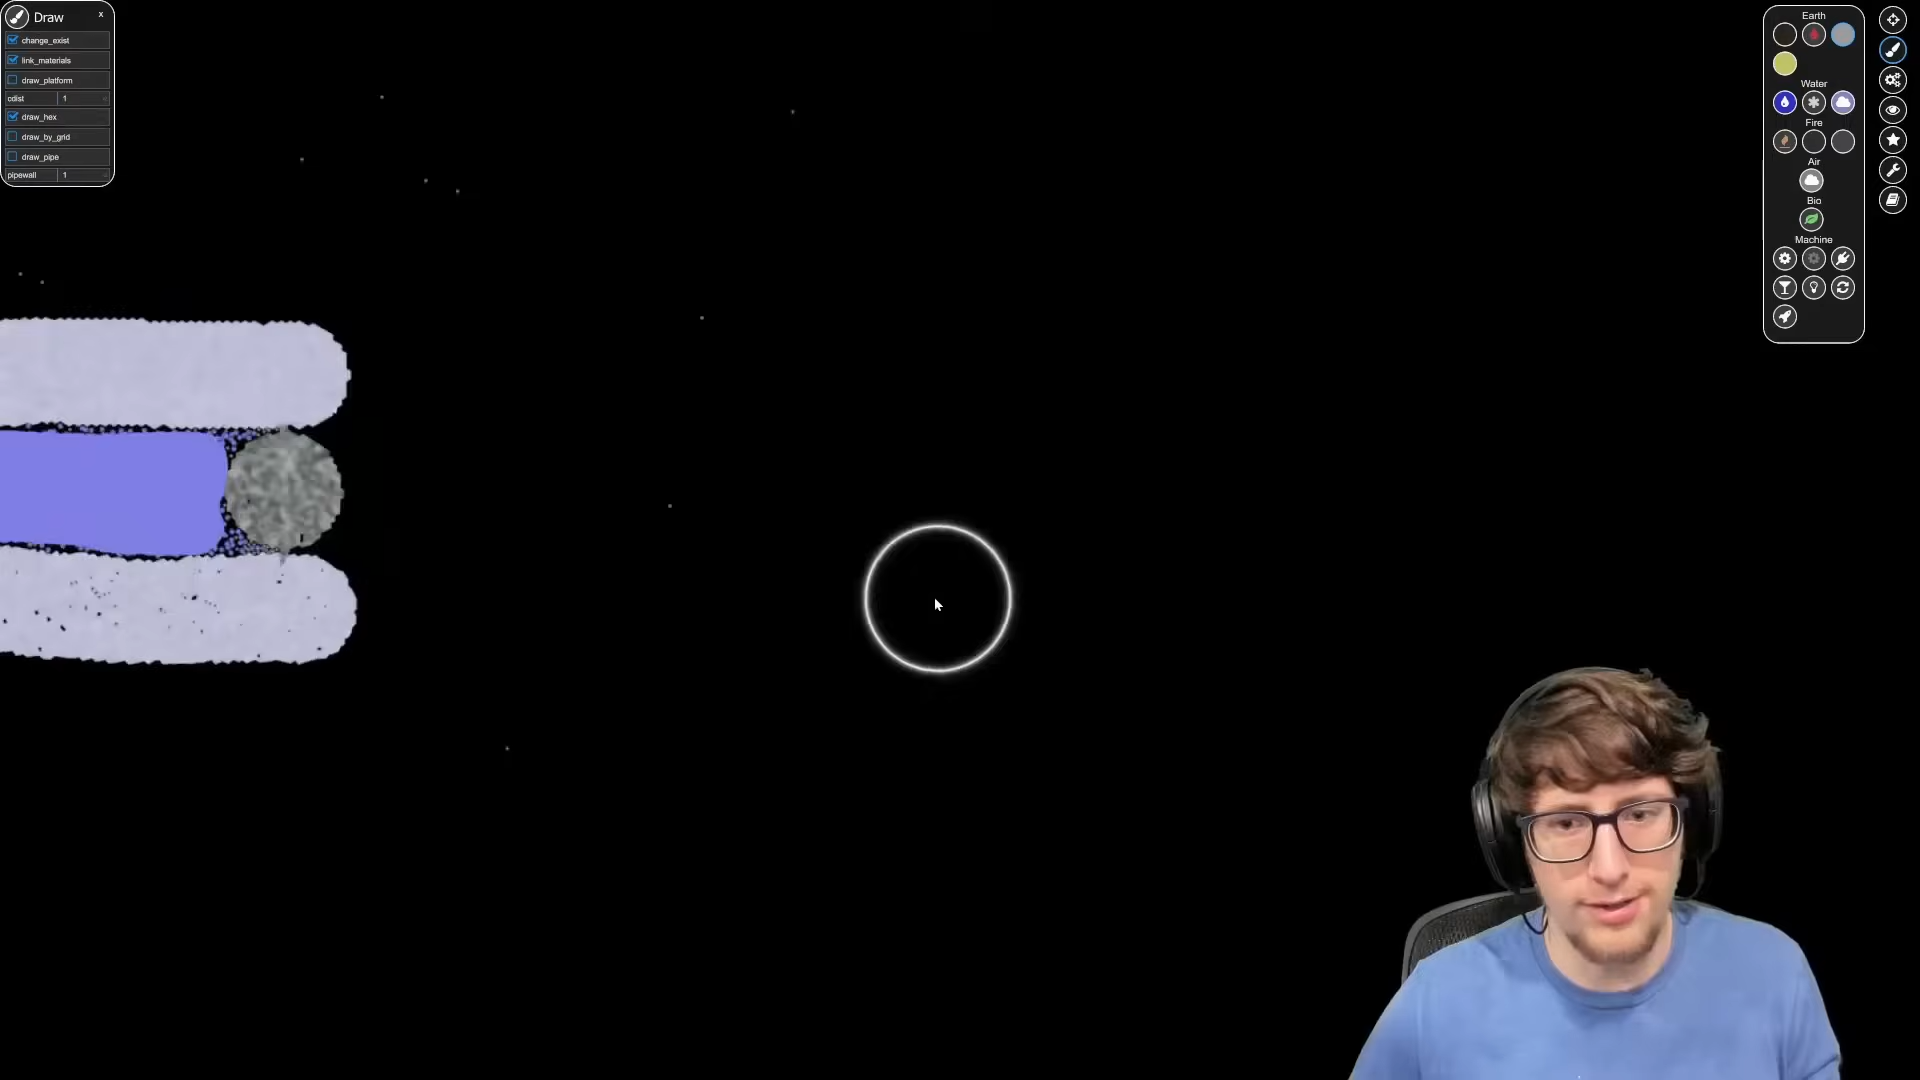 Draw
x
change_exist
link_materials
draw_platform
cdist 1
draw_hex
draw_by_grid
draw_pipe
pipewall 1
Earth
Water
Fire
Air
Bio
Machine